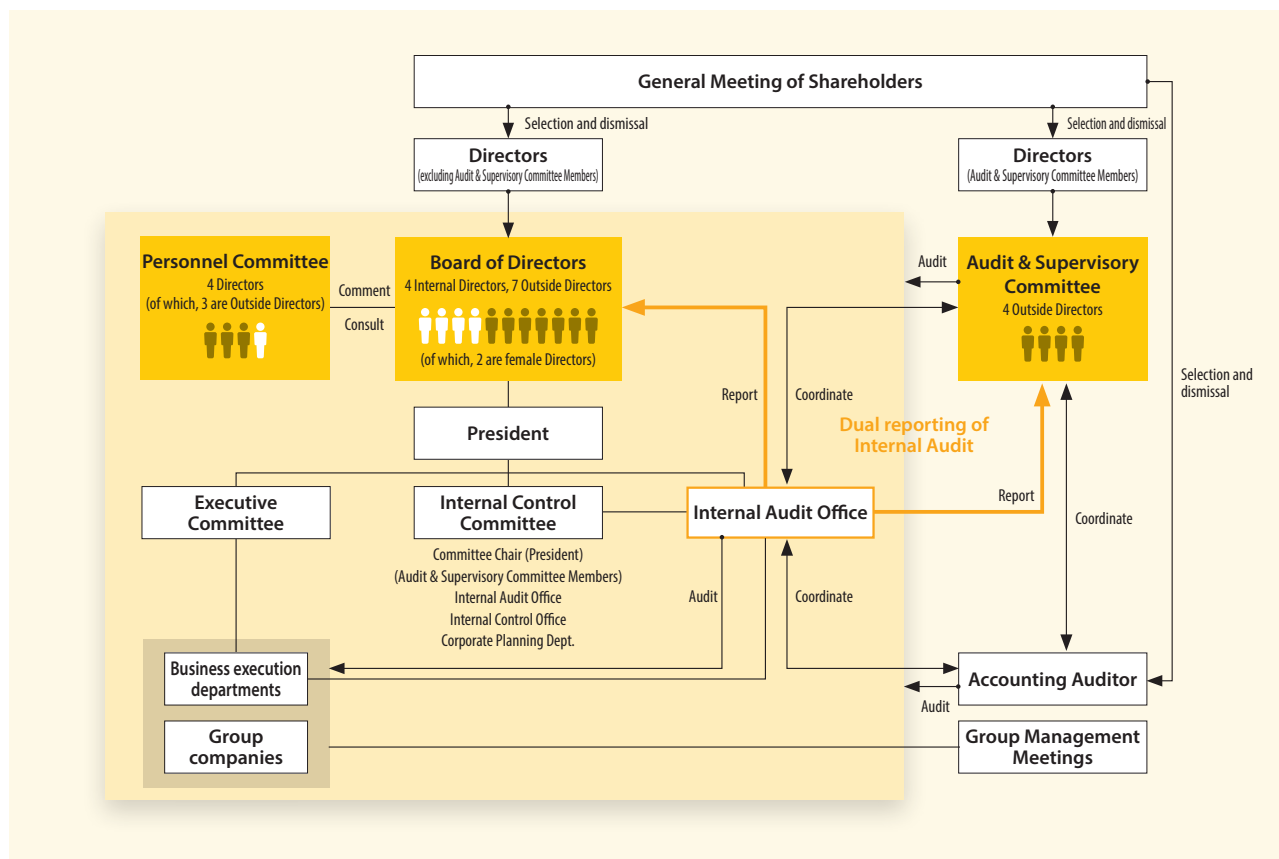 General Meeting of Shareholders
Selection and dismissal
Selection and dismissal
Directors
(excluding Audit & Supervisory Committee Members)
Directors
(Audit & Supervisory Committee Members)
Personnel Committee
4 Directors
(of which, 3 are Outside Directors)
Comment
Consult
Board of Directors
4 Internal Directors, 7 Outside Directors
(of which, 2 are female Directors)
Audit
Audit & Supervisory
Committee
4 Outside Directors
Selection and
dismissal
Report
Coordinate
Dual reporting of
Internal Audit
President
Executive
Committee
Internal Control
Committee
Internal Audit Office
Report
Coordinate
Committee Chair (President)
(Audit & Supervisory Committee Members)
Internal Audit Office
Internal Control Office
Corporate Planning Dept.
Audit
Coordinate
Business execution
departments
Accounting Auditor
Audit
Group
companies
Group Management
Meetings